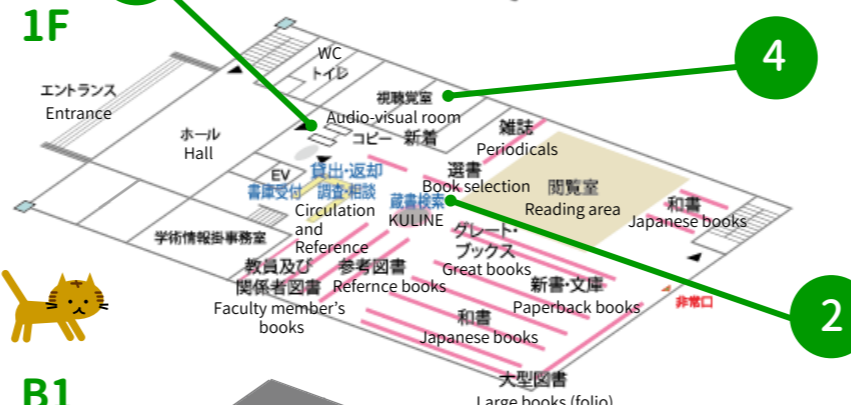 1F
WC
トイレ
4
エントランス
Entrance
視聴覚室
Audio-visual room
ホール
Hall
コピー
新着
雑誌
Periodicals
EV
貸出・返却
選書
Book selection
閲覧室
Reading area
書庫受付
調査・相談
蔵書検索
KULINE
和書
Japanese books
Circulation
and
Reference
学術情報掛事務室
グレート・
ブックス
Great books
教員及び
関係者図書
Faculty member's
books
参考図書
Refernce books
新書・文庫
Paperback books
非常口
2
和書
Japanese books
大型図書
Large books (folio)
B1